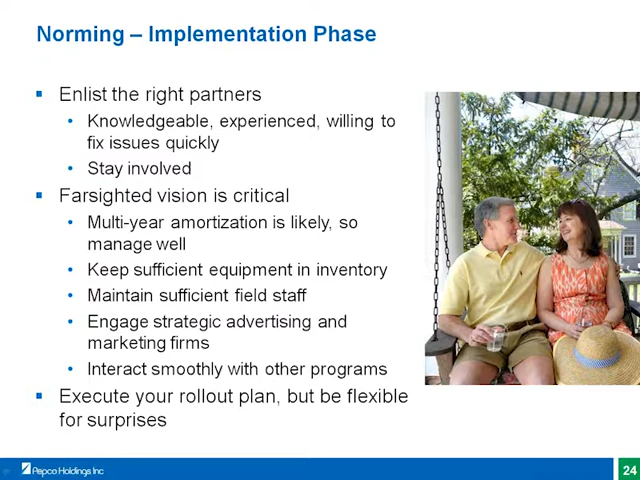 Norming – Implementation Phase
Enlist the right partners
Knowledgeable, experienced, willing to
fix issues quickly
Stay involved
Farsighted vision is critical
Multi-year amortization is likely, so
manage well
Keep sufficient equipment in inventory
Maintain sufficient field staff
Engage strategic advertising and
marketing firms
Interact smoothly with other programs
Execute your rollout plan, but be flexible
for surprises
Pepco Holdings Inc
24